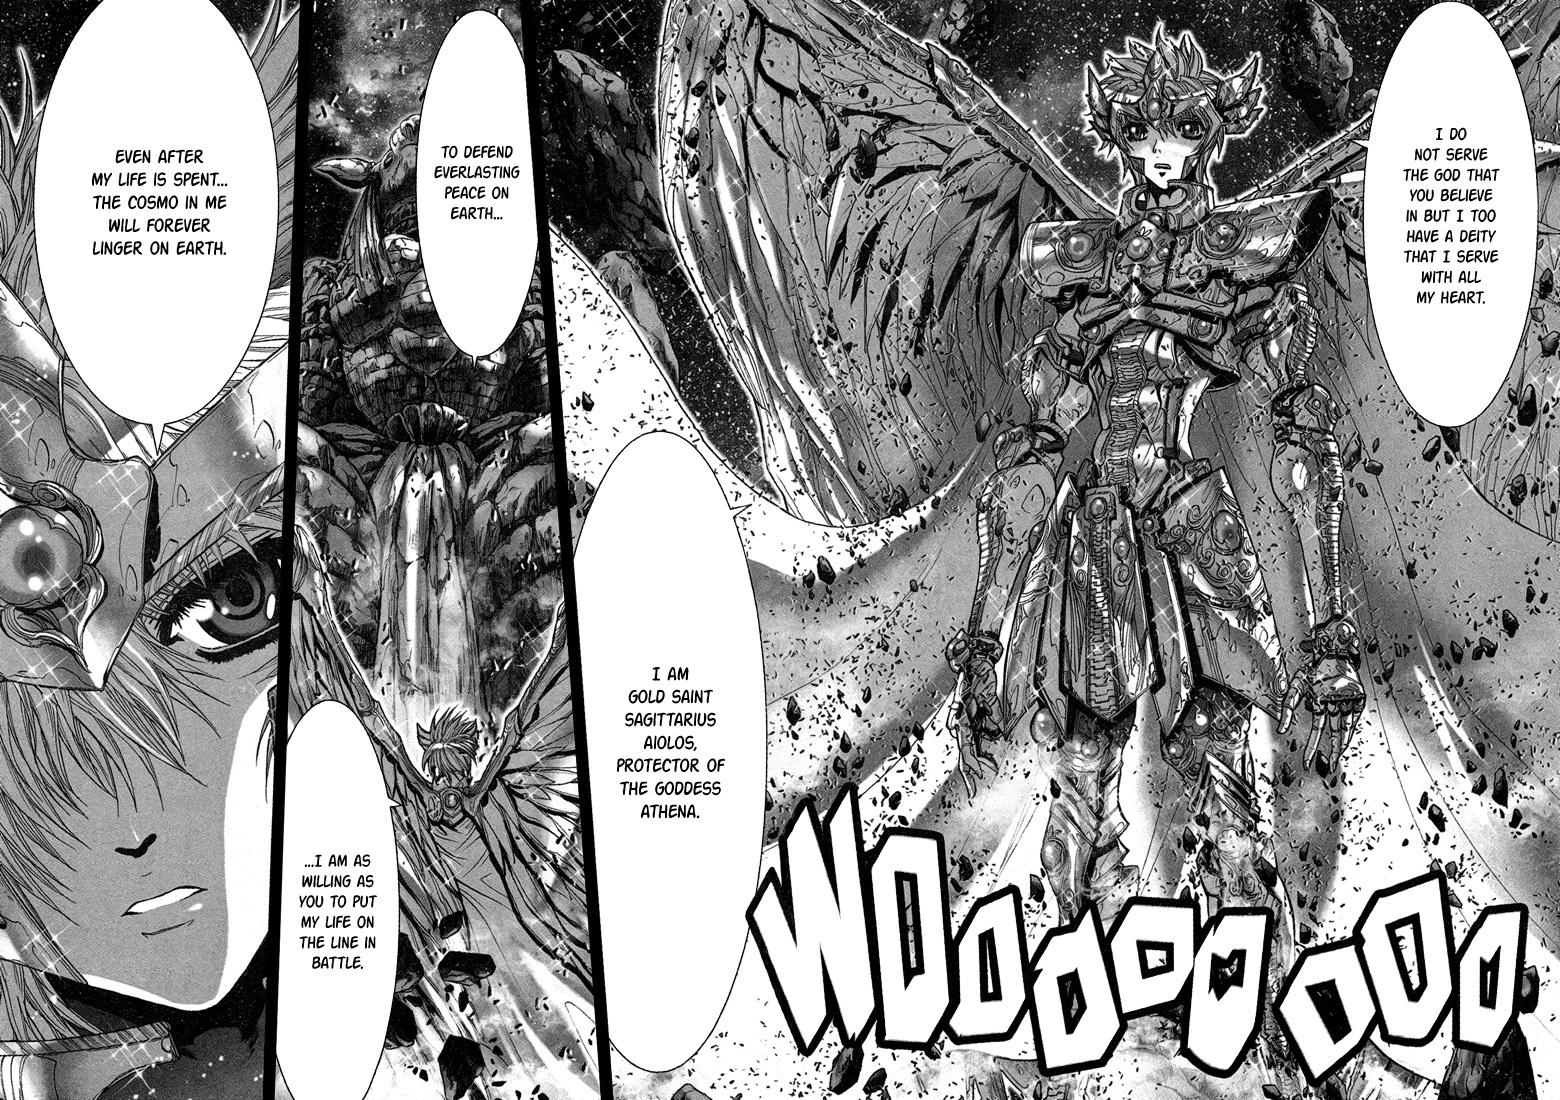 I DO
NOT SERVE
THE GOD THAT
YOU BELIEVE
IN BUT I TOO
HAVE A DEITY
THAT I SERVE
WITH ALL
MY HEART.
I AM
GOLD SAINT
SAGITTARIUS
AIOLOS,
PROTECTOR OF
THE GODDESS
ATHENA.
WOOOOOOOOO
TO DEFEND
EVERLASTING
PEACE ON
EARTH...
...I AM AS
WILLING AS
YOU TO PUT
MY LIFE ON
THE LINE IN
BATTLE.
EVEN AFTER
MY LIFE IS SPENT...
THE COSMO IN ME
WILL FOREVER
LINGER ON EARTH.